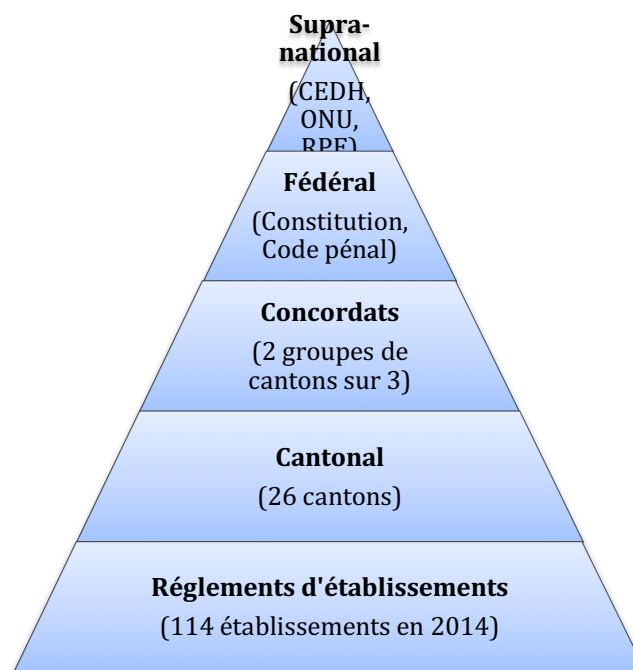 Supra-
national
(CEDH,
ONU,
RPE)
Fédéral
(Constitution,
Code pénal)
Concordats
(2 groupes de
cantons sur 3)
Cantonal
(26 cantons)
Réglements d'établissements
(114 établissements en 2014)